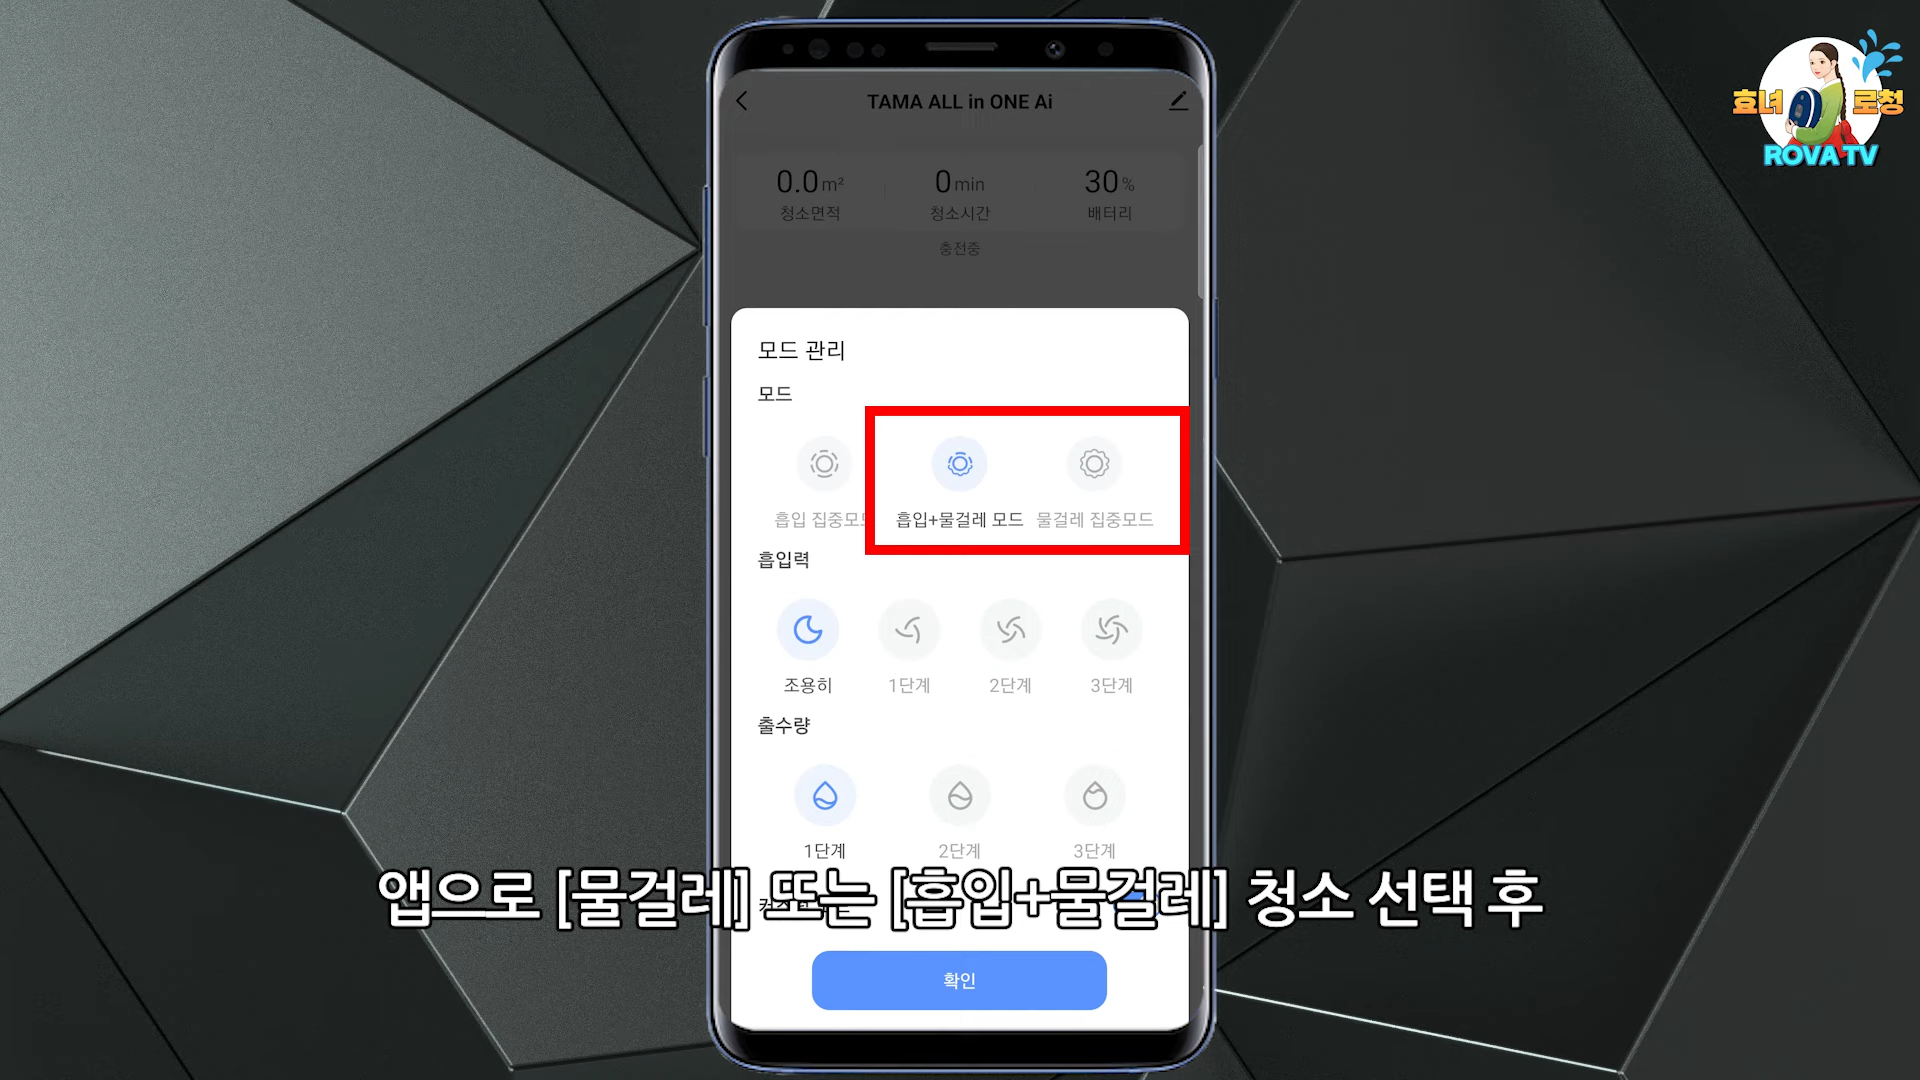 TAMA ALL in ONE Ai
효녀 로청
ROVA TV
0.0 m² 0 min 30 %
청소면적 청소시간 배터리
충전중
모드 관리
모드
흡입 집중모드 흡입+물걸레 모드 물걸레 집중모드
흡입력
조용히 1단계 2단계 3단계
출수량
1단계 2단계 3단계
앱으로 [물걸레] 또는 [흡입+물걸레] 청소 선택 후
확인